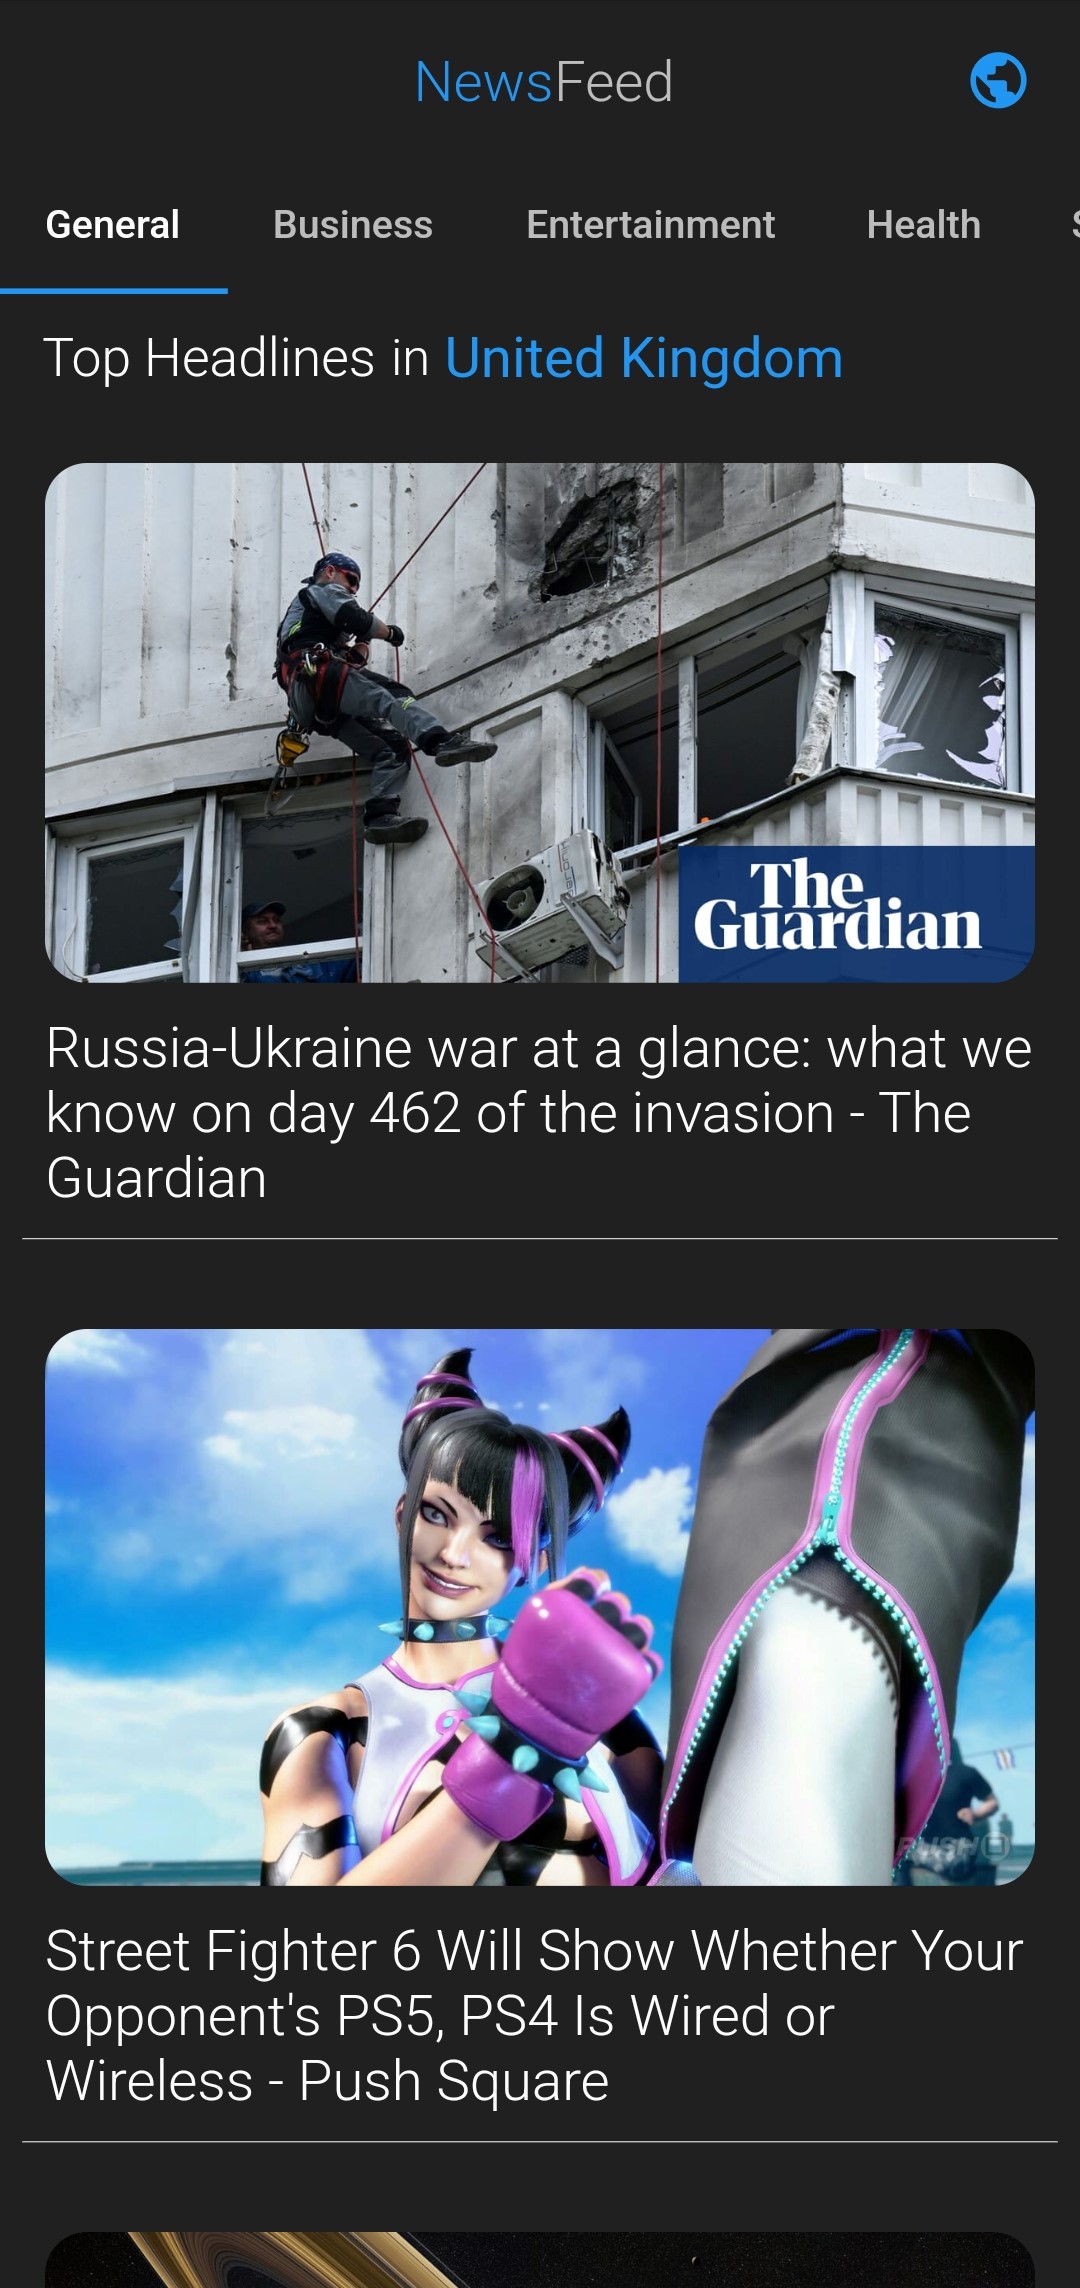 NewsFeed
General Business Entertainment Health S
Top Headlines in United Kingdom
The
Guardian
Russia-Ukraine war at a glance: what we
know on day 462 of the invasion - The
Guardian
PUSH
Street Fighter 6 Will Show Whether Your
Opponent's PS5, PS4 Is Wired or
Wireless - Push Square